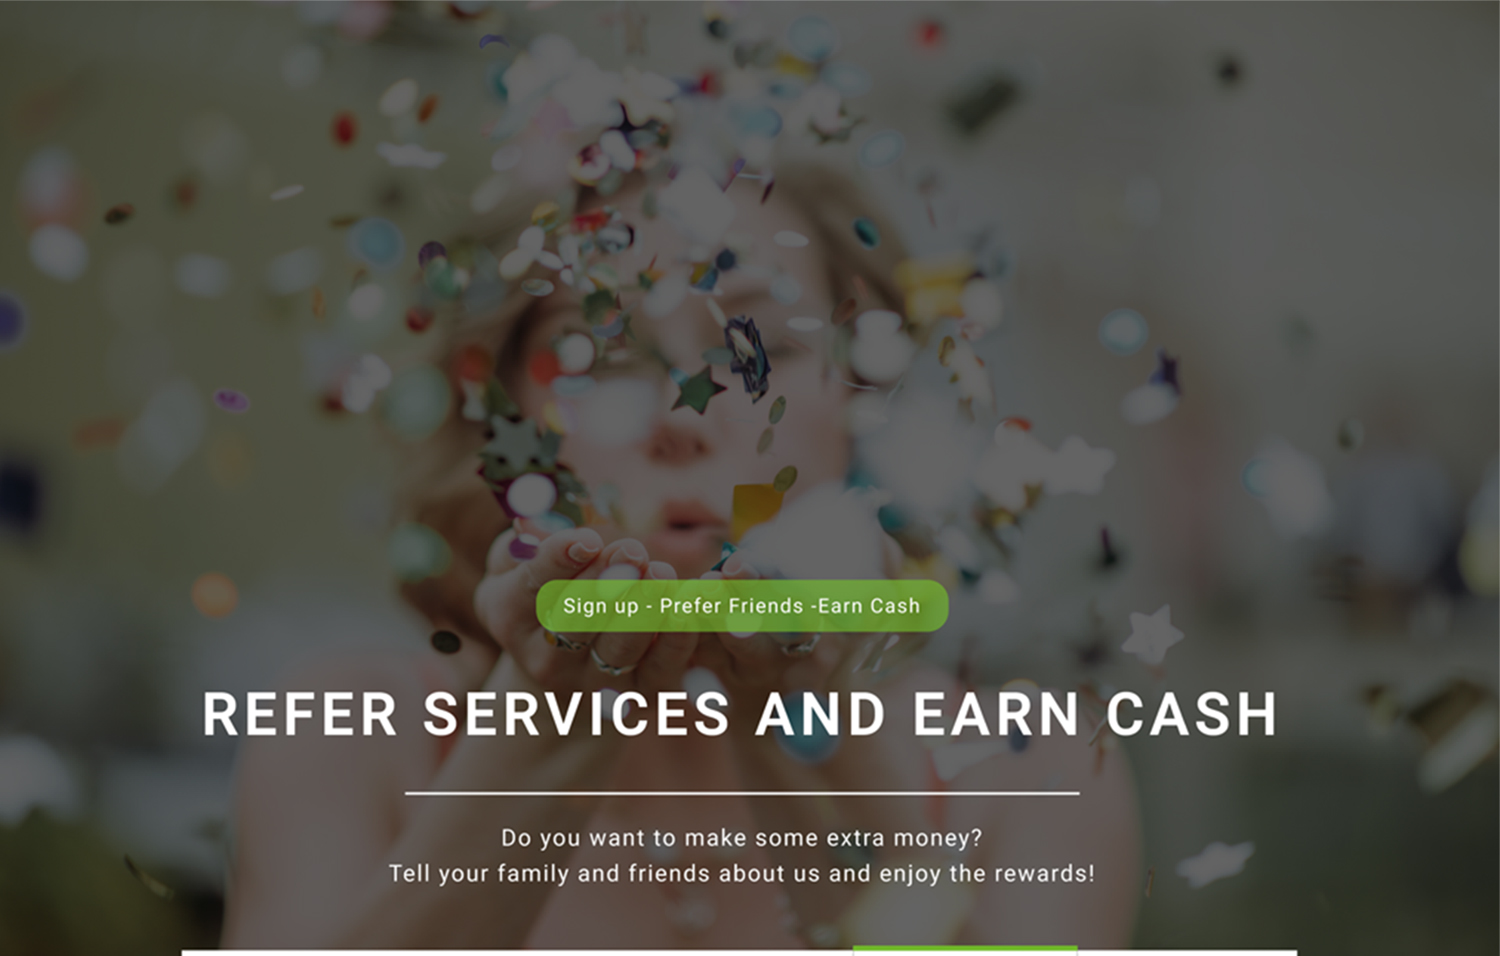 Sign up - Prefer Friends -Earn Cash
REFER SERVICES AND EARN CASH
Do you want to make some extra money?
Tell your family and friends about us and enjoy the rewards!